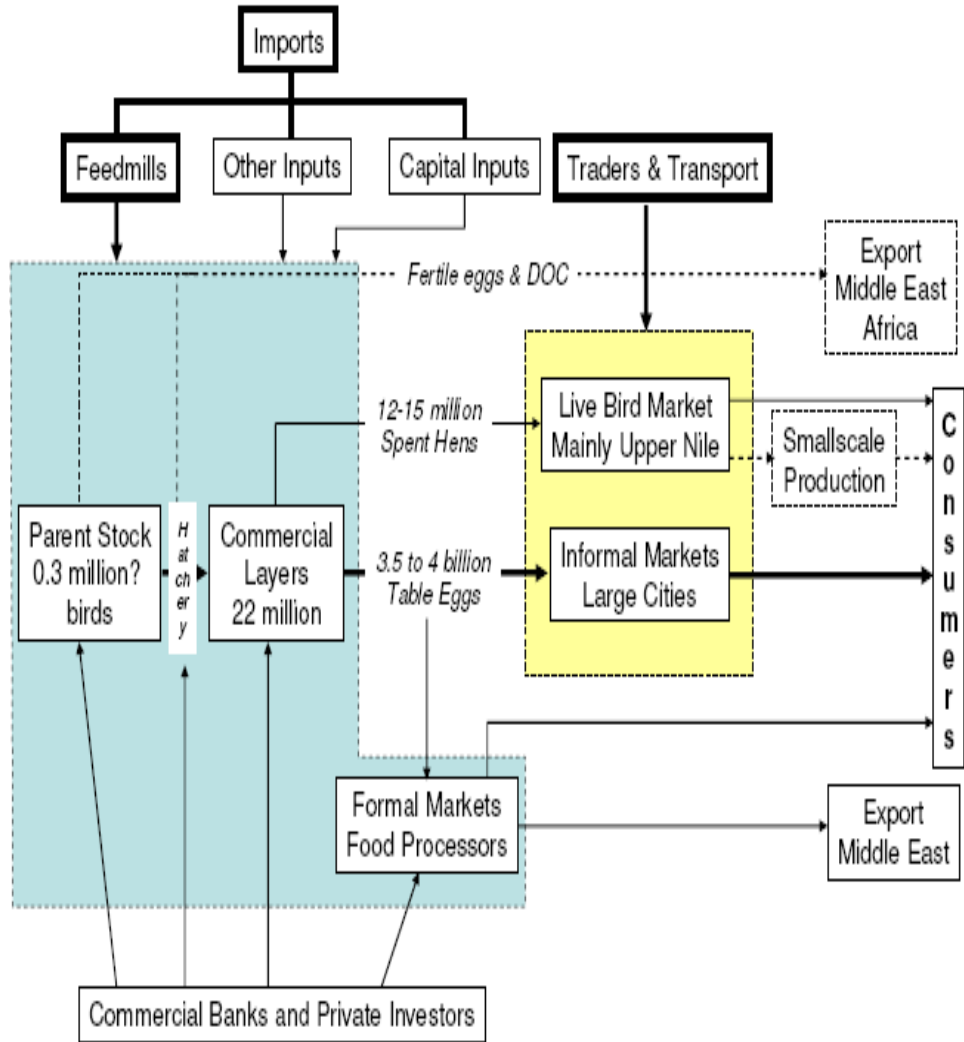 Imports
Feedmills
Other Inputs
Capital Inputs
Traders & Transport
Fertile eggs & DOC
Export
Middle East
Africa
12-15 million
Spent Hens
Live Bird Market
Mainly Upper Nile
Smallscale
Production
Consumers
Parent Stock
0.3 million?
birds
H
at
ch
er
y
Commercial
Layers
22 million
3.5 to 4 billion
Table Eggs
Informal Markets
Large Cities
Formal Markets
Food Processors
Export
Middle East
Commercial Banks and Private Investors